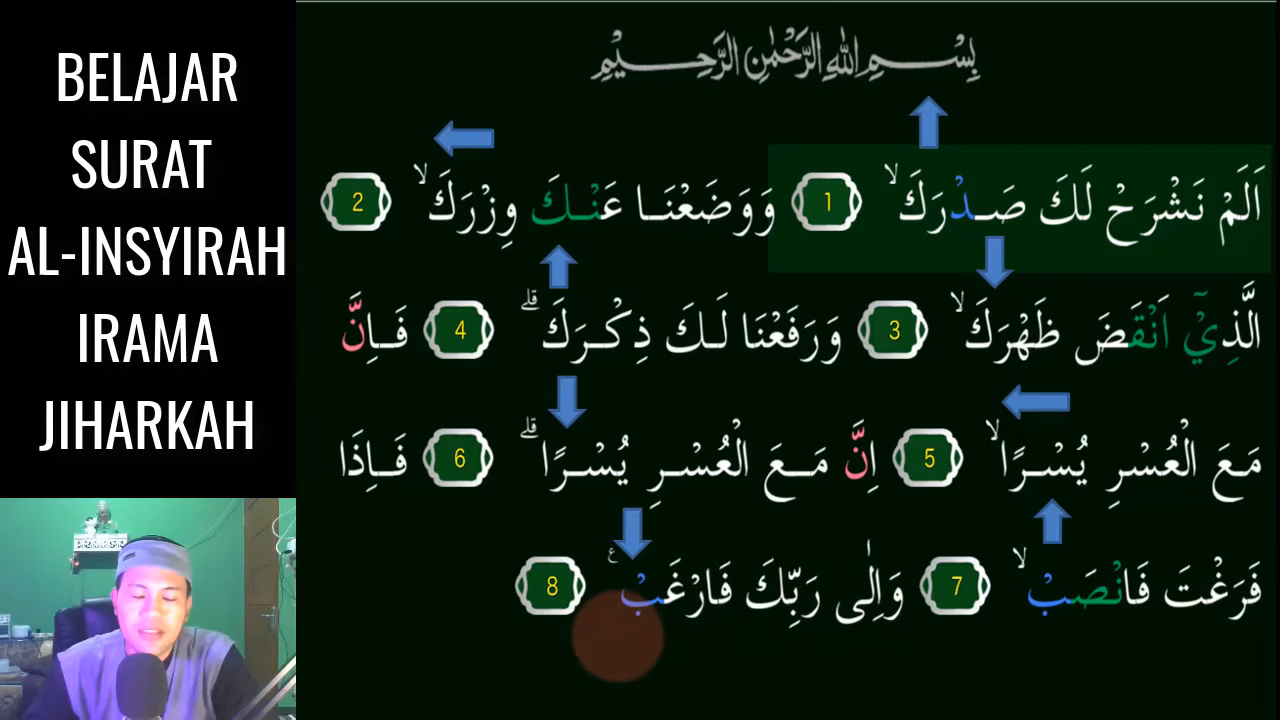 BELAJAR
SURAT
AL-INSYIRAH
IRAMA
JIHARKAH
بِسْمِ اللّٰهِ الرَّحْمٰنِ الرَّحِيْمِ
اَلَمْ نَشْرَحْ لَكَ صَدْرَكَۙ 1 وَوَضَعْنَا عَنْكَ وِزْرَكَۙ 2
الَّذِيْٓ اَنْقَضَ ظَهْرَكَۙ 3 وَرَفَعْنَا لَكَ ذِكْرَكَۗ 4 فَاِنَّ
مَعَ الْعُسْرِ يُسْرًاۙ 5 اِنَّ مَعَ الْعُسْرِ يُسْرًاۗ 6 فَاِذَا
فَرَغْتَ فَانْصَبْۙ 7 وَاِلٰى رَبِّكَ فَارْغَبْ ع 8